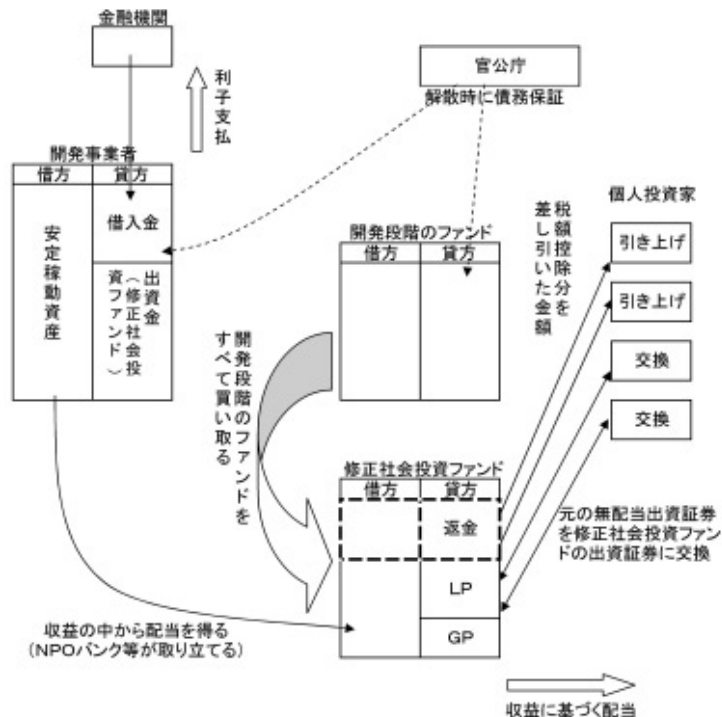 金融機関
利子支払
官公庁
解散時に債務保証
開発事業者
借方
貸方
借入金
安定稼動資産
出資金
（修正社会投
資ファンド）
開発段階のファンド
借方
貸方
税額控除分を
差し引いた金額
個人投資家
引き上げ
引き上げ
交換
交換
開発段階のファンドを
すべて買い取る
修正社会投資ファンド
借方
貸方
返金
LP
GP
元の無配当出資証券
を修正社会投資ファン
ドの出資証券に交換
収益の中から配当を得る
（NPOバンク等が取り立てる）
収益に基づく配当